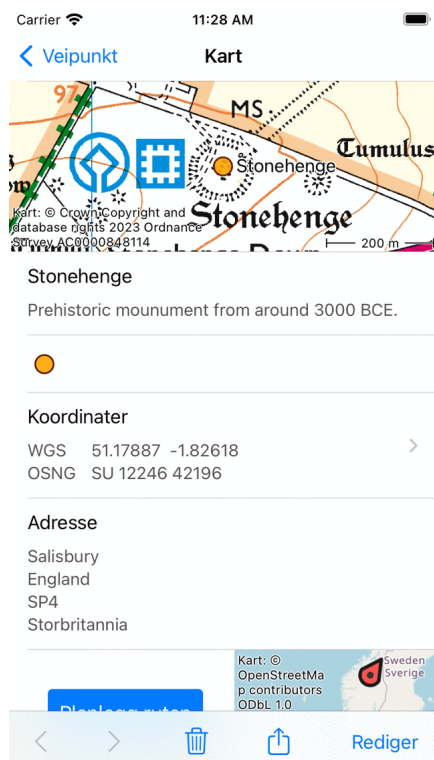 Carrier 11:28 AM
Veipunkt Kart
97
MS
Tumulus
Stonehenge
Stonehenge
Kart: © Crown Copyright and
database rights 2023 Ordnance
Survey AC0000848114
200 m
Stonehenge
Prehistoric mounument from around 3000 BCE.
Koordinater
WGS 51.17887 -1.82618
OSNG SU 12246 42196
Adresse
Salisbury
England
SP4
Storbritannia
Kart: ©
OpenStreetMa
p contributors
ODbL 1.0
Sweden
Sverige
Planlegg ruten
Rediger